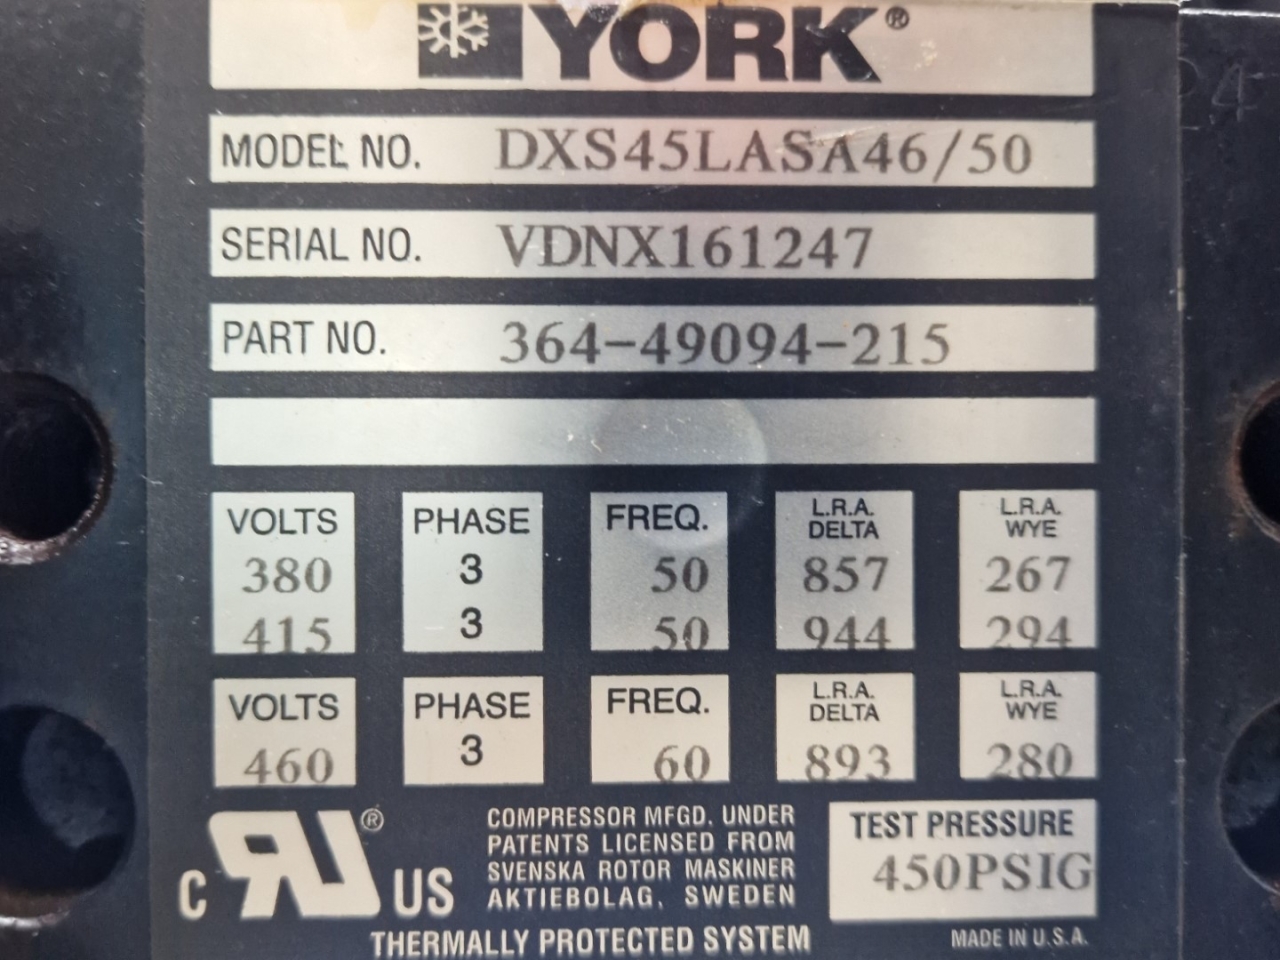 YORK®
MODEL NO. DXS45LASA46/50
SERIAL NO. VDNX161247
PART NO. 364-49094-215
VOLTS PHASE FREQ. L.R.A. DELTA L.R.A. WYE
380 3 50 857 267
415 3 50 944 294
VOLTS PHASE FREQ. L.R.A. DELTA L.R.A. WYE
460 3 60 893 280
C RU® US
COMPRESSOR MFGD. UNDER
PATENTS LICENSED FROM
SVENSKA ROTOR MASKINER
AKTIEBOLAG, SWEDEN
TEST PRESSURE
450PSIG
THERMALLY PROTECTED SYSTEM
MADE IN U.S.A.